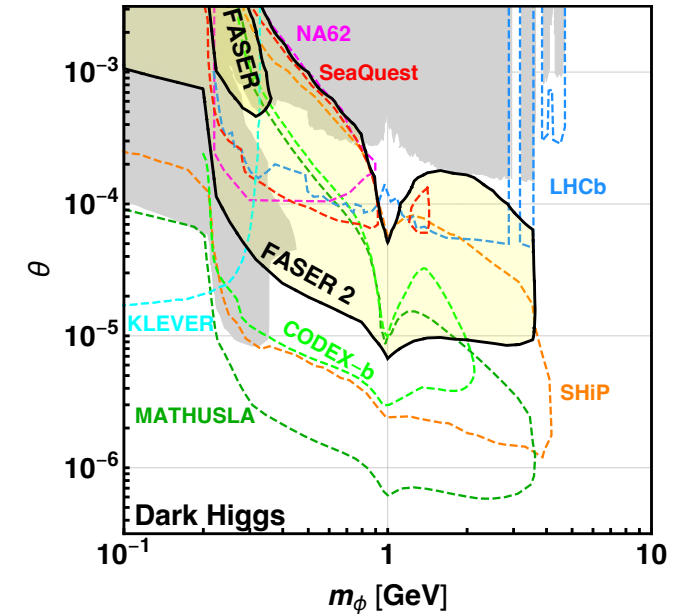 FASER
NA62
SeaQuest
LHCb
FASER 2
KLEVER
CODEX-b
SHiP
MATHUSLA
Dark Higgs
θ
10⁻³
10⁻⁴
10⁻⁵
10⁻⁶
10⁻¹
1
10
m_ϕ [GeV]